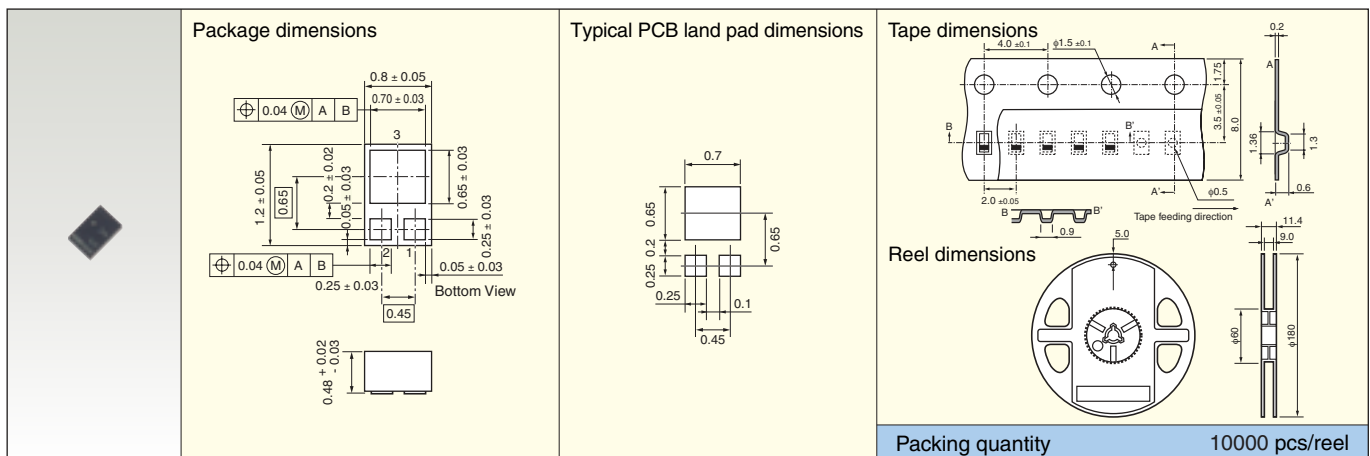 Package dimensions
0.8 ± 0.05
0.70 ± 0.03
0.04 M A B
3
1.2 ± 0.05
0.65
0.2 ± 0.02
0.05 ± 0.03
0.65 ± 0.03
0.25 ± 0.03
2 1
0.04 M A B
0.05 ± 0.03
0.25 ± 0.03
Bottom View
0.45
0.48 + 0.02
- 0.03
Typical PCB land pad dimensions
0.7
0.65
0.2
0.25
0.65
0.25
0.1
0.45
Tape dimensions
4.0 ±0.1
φ1.5 ±0.1
A
1.75
3.5 ±0.05
8.0
B
B'
2.0 ±0.05
A'
φ0.5
Tape feeding direction
B
B'
0.9
0.2
A
1.36
1.3
0.6
A'
Reel dimensions
5.0
11.4
9.0
φ60
φ180
Packing quantity 10000 pcs/reel